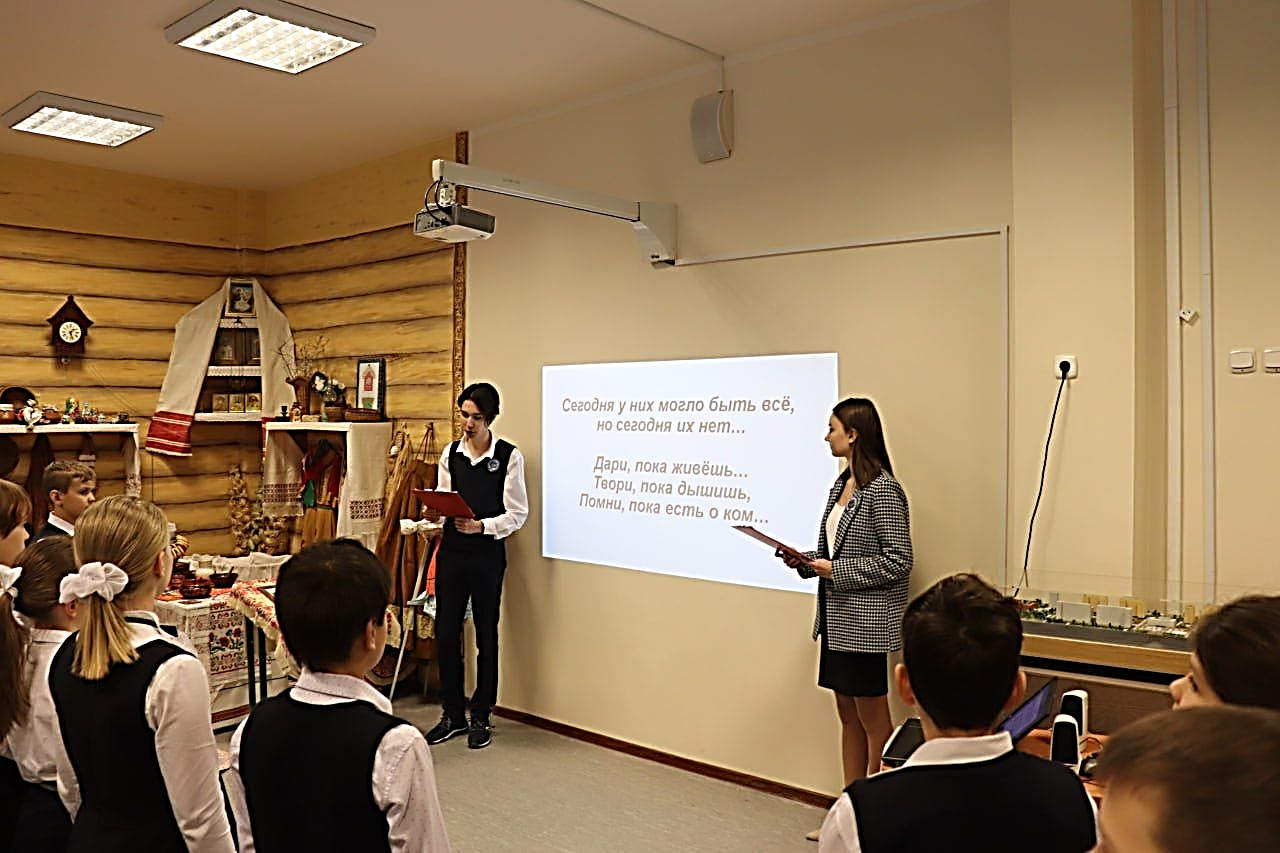 Сегодня у них могло быть всё,
но сегодня их нет...
Дари, пока живёшь...
Твори, пока дышишь,
Помни, пока есть о ком...